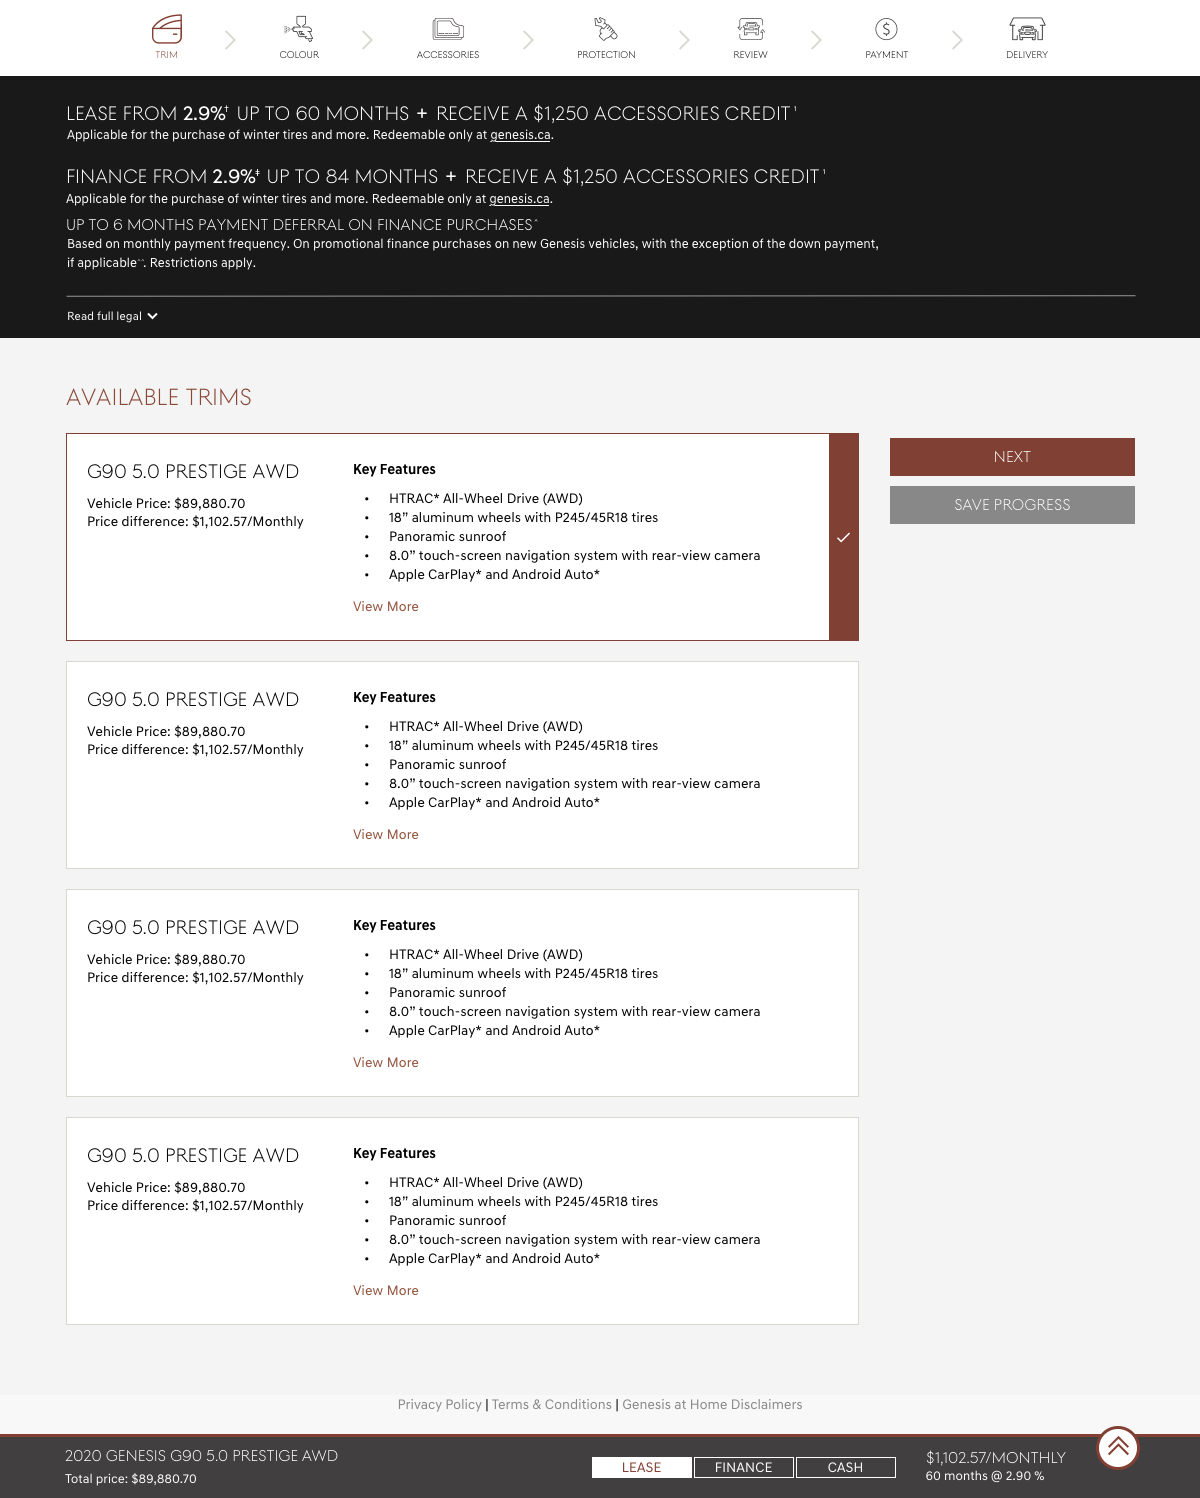 TRIM
COLOUR
ACCESSORIES
PROTECTION
REVIEW
PAYMENT
DELIVERY
LEASE FROM 2.9%† UP TO 60 MONTHS + RECEIVE A $1,250 ACCESSORIES CREDIT¹
Applicable for the purchase of winter tires and more. Redeemable only at genesis.ca.
FINANCE FROM 2.9%‡ UP TO 84 MONTHS + RECEIVE A $1,250 ACCESSORIES CREDIT¹
Applicable for the purchase of winter tires and more. Redeemable only at genesis.ca.
UP TO 6 MONTHS PAYMENT DEFERRAL ON FINANCE PURCHASES^
Based on monthly payment frequency. On promotional finance purchases on new Genesis vehicles, with the exception of the down payment,
if applicable^^. Restrictions apply.
Read full legal
AVAILABLE TRIMS
G90 5.0 PRESTIGE AWD
Vehicle Price: $89,880.70
Price difference: $1,102.57/Monthly
Key Features
• HTRAC* All-Wheel Drive (AWD)
• 18” aluminum wheels with P245/45R18 tires
• Panoramic sunroof
• 8.0” touch-screen navigation system with rear-view camera
• Apple CarPlay* and Android Auto*
View More
NEXT
SAVE PROGRESS
G90 5.0 PRESTIGE AWD
Vehicle Price: $89,880.70
Price difference: $1,102.57/Monthly
Key Features
• HTRAC* All-Wheel Drive (AWD)
• 18” aluminum wheels with P245/45R18 tires
• Panoramic sunroof
• 8.0” touch-screen navigation system with rear-view camera
• Apple CarPlay* and Android Auto*
View More
G90 5.0 PRESTIGE AWD
Vehicle Price: $89,880.70
Price difference: $1,102.57/Monthly
Key Features
• HTRAC* All-Wheel Drive (AWD)
• 18” aluminum wheels with P245/45R18 tires
• Panoramic sunroof
• 8.0” touch-screen navigation system with rear-view camera
• Apple CarPlay* and Android Auto*
View More
G90 5.0 PRESTIGE AWD
Vehicle Price: $89,880.70
Price difference: $1,102.57/Monthly
Key Features
• HTRAC* All-Wheel Drive (AWD)
• 18” aluminum wheels with P245/45R18 tires
• Panoramic sunroof
• 8.0” touch-screen navigation system with rear-view camera
• Apple CarPlay* and Android Auto*
View More
Privacy Policy | Terms & Conditions | Genesis at Home Disclaimers
2020 GENESIS G90 5.0 PRESTIGE AWD
Total price: $89,880.70
LEASE
FINANCE
CASH
$1,102.57/MONTHLY
60 months @ 2.90 %